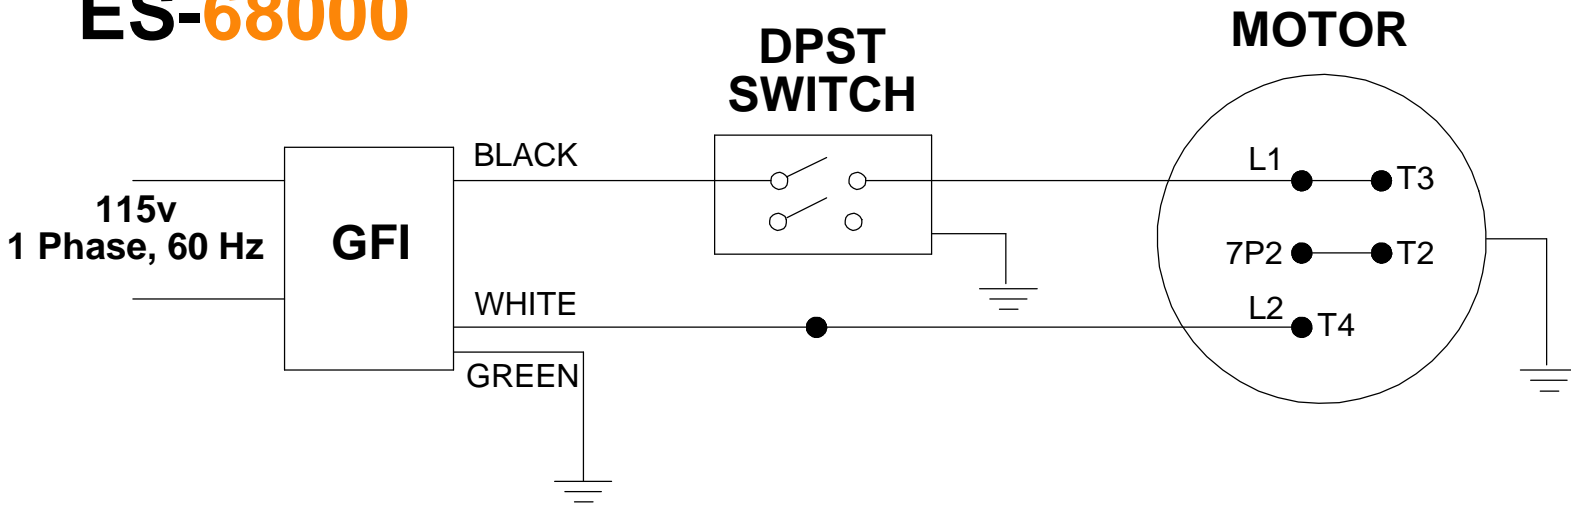 ES-68000
DPST
SWITCH
MOTOR
115v
1 Phase, 60 Hz
GFI
BLACK
WHITE
GREEN
L1
T3
7P2
T2
L2
T4